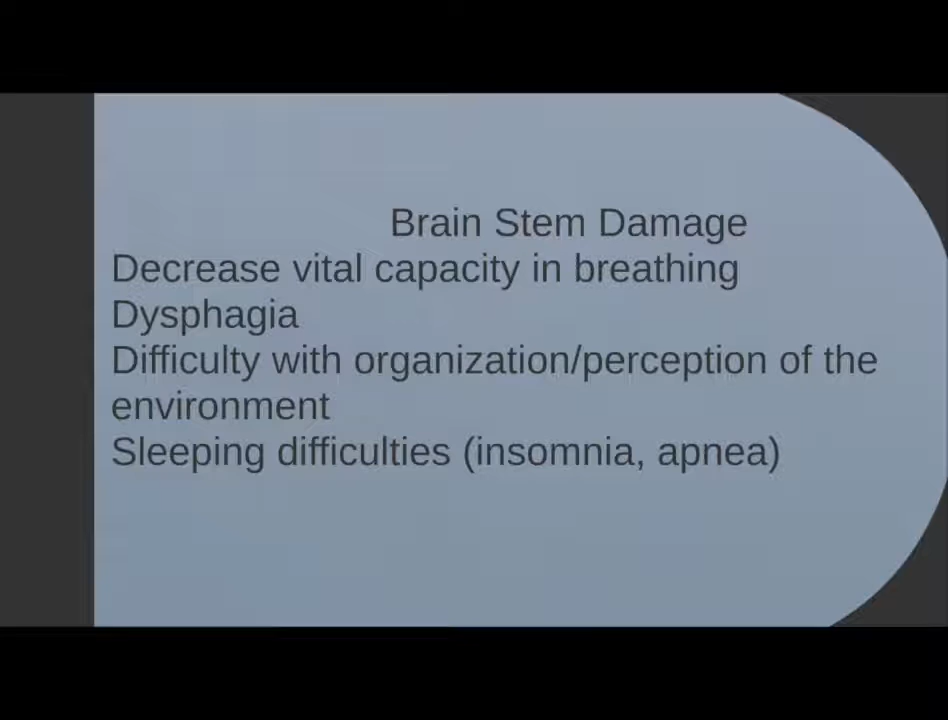 Brain Stem Damage
Decrease vital capacity in breathing
Dysphagia
Difficulty with organization/perception of the
environment
Sleeping difficulties (insomnia, apnea)